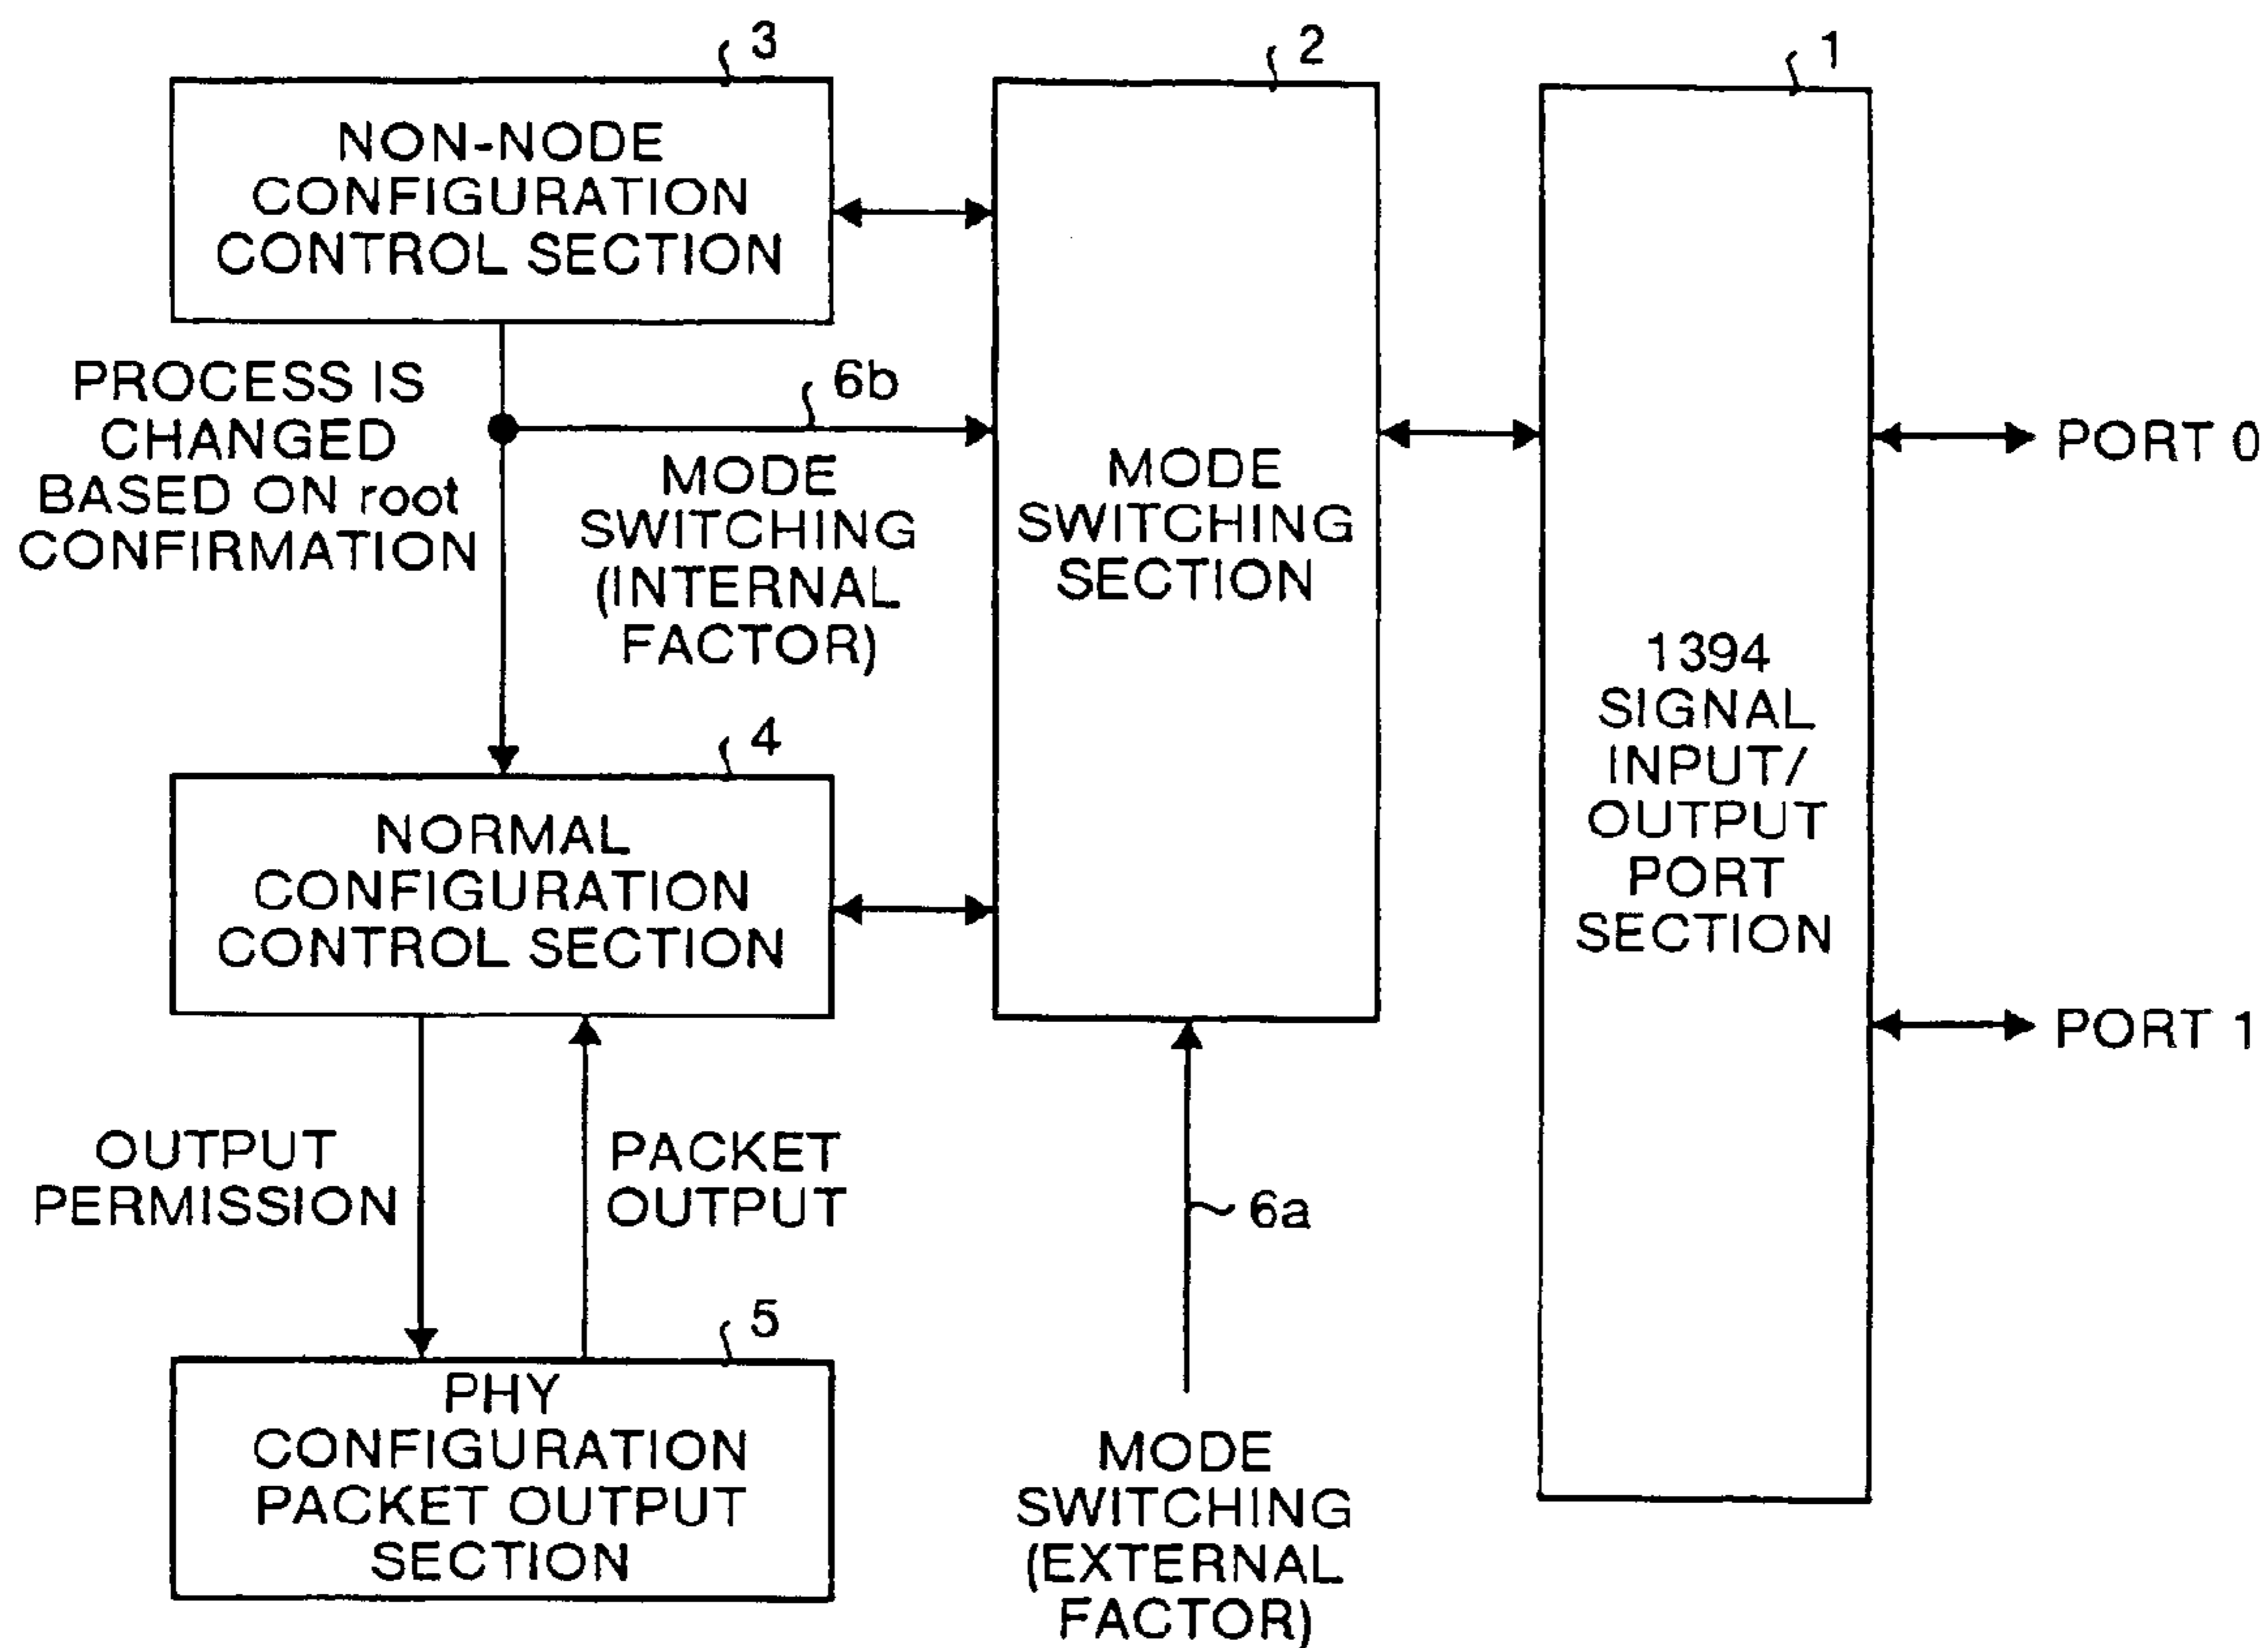 3
NON-NODE
CONFIGURATION
CONTROL SECTION
2
MODE
SWITCHING
SECTION
1
1394
SIGNAL
INPUT/
OUTPUT
PORT
SECTION
PORT 0
PORT 1
PROCESS IS
CHANGED
BASED ON root
CONFIRMATION
6b
MODE
SWITCHING
(INTERNAL
FACTOR)
4
NORMAL
CONFIGURATION
CONTROL SECTION
OUTPUT
PERMISSION
PACKET
OUTPUT
6a
MODE
SWITCHING
(EXTERNAL
FACTOR)
5
PHY
CONFIGURATION
PACKET OUTPUT
SECTION